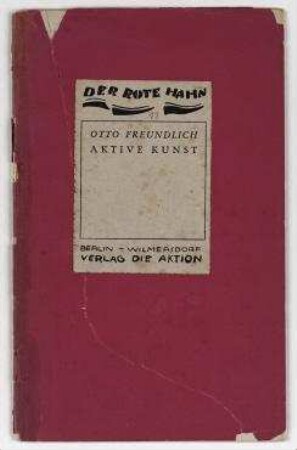 DER ROTE HAHN
OTTO FREUNDLICH
AKTIVE KUNST
BERLIN – WILMERSDORF
VERLAG DIE AKTION